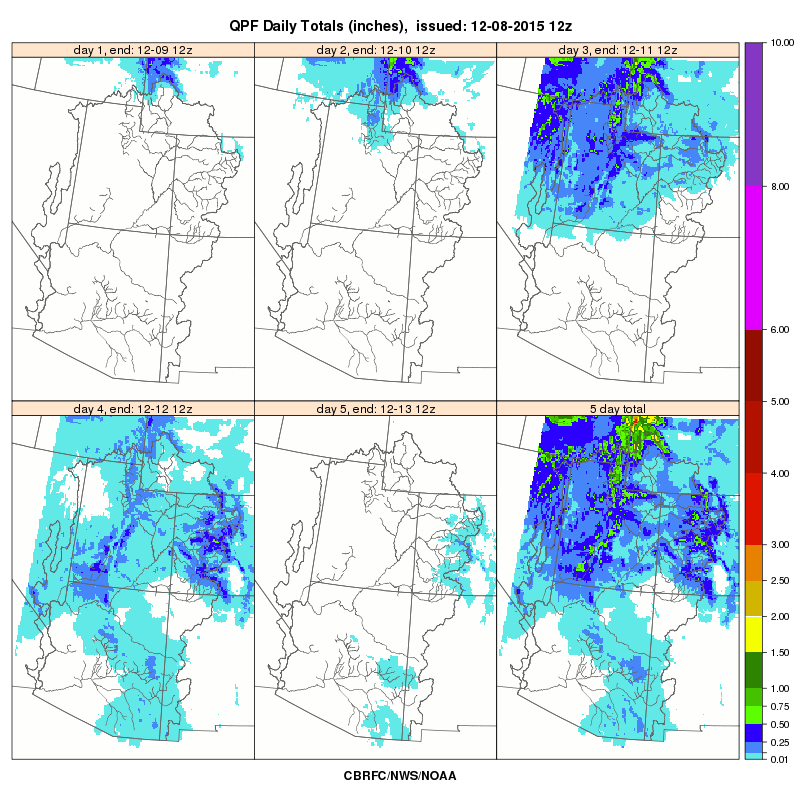 QPF Daily Totals (inches),  issued: 12-08-2015 12z
day 1, end: 12-09 12z
day 2, end: 12-10 12z
day 3, end: 12-11 12z
day 4, end: 12-12 12z
day 5, end: 12-13 12z
5 day total
10.00
8.00
6.00
5.00
4.00
3.00
2.50
2.00
1.50
1.00
0.75
0.50
0.25
0.01
CBRFC/NWS/NOAA